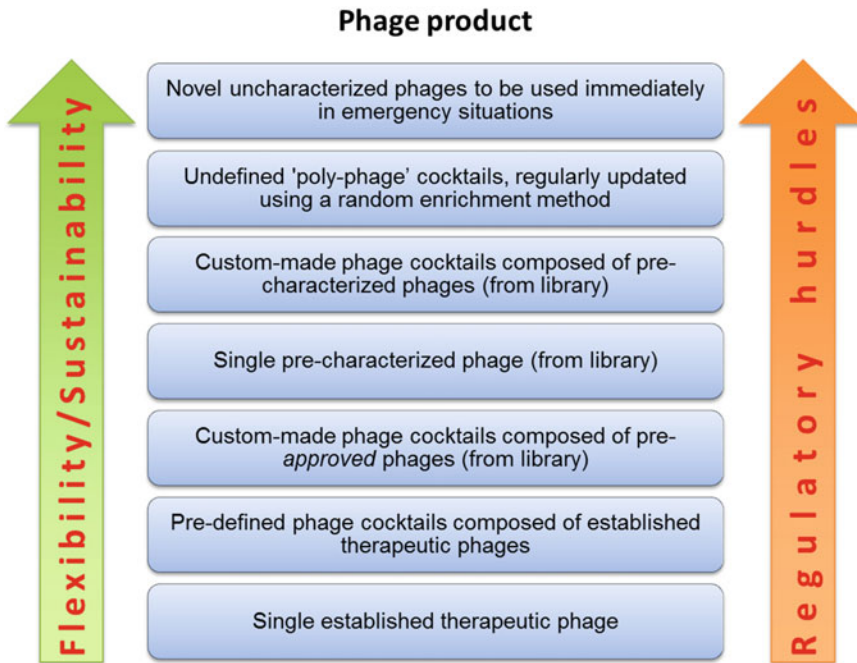 Phage product
Flexibility/Sustainability
Novel uncharacterized phages to be used immediately
in emergency situations
Undefined 'poly-phage’ cocktails, regularly updated
using a random enrichment method
Custom-made phage cocktails composed of pre-
characterized phages (from library)
Single pre-characterized phage (from library)
Custom-made phage cocktails composed of pre-
approved phages (from library)
Pre-defined phage cocktails composed of established
therapeutic phages
Single established therapeutic phage
Regulatory hurdles